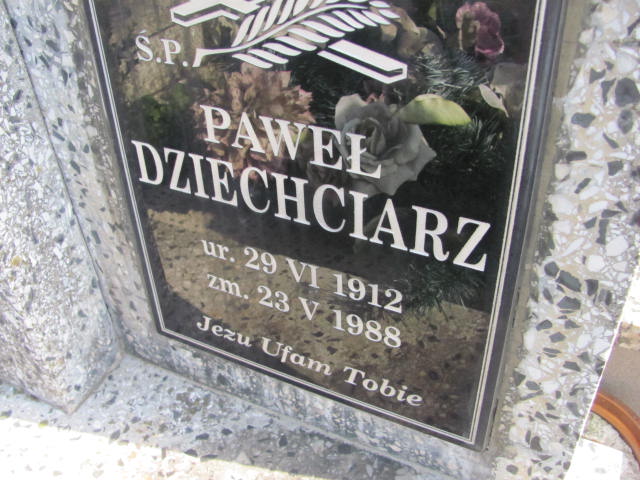 Ś.P.
PAWEŁ
DZIECHCIARZ
ur. 29 VI 1912
zm. 23 V 1988
Jezu Ufam Tobie